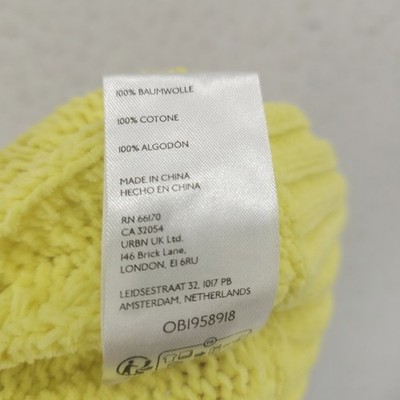 100% BAUMWOLLE
100% COTONE
100% ALGODÓN
MADE IN CHINA
HECHO EN CHINA
RN 66170
CA 32054
URBN UK Ltd.
146 Brick Lane,
LONDON, E1 6RU
LEIDSESTRAAT 32, 1017 PB
AMSTERDAM, NETHERLANDS
OB1958918